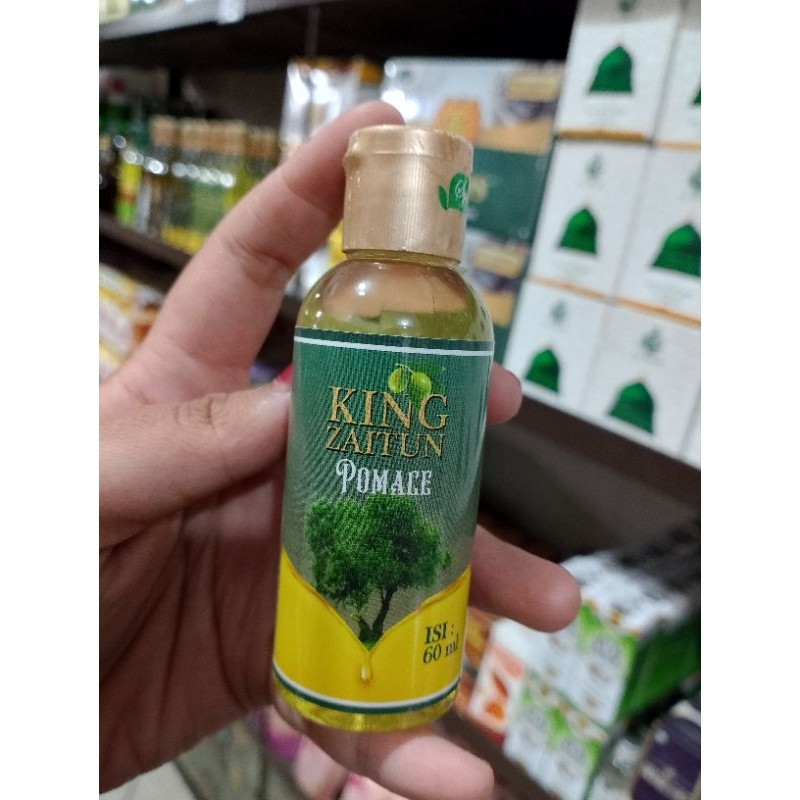 KING
ZAITUN
POMACE
ISI :
60 ml